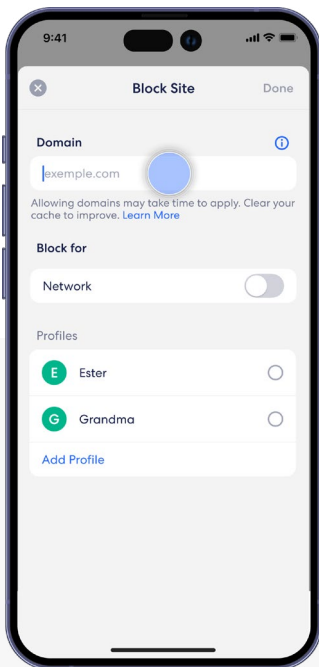 9:41
Block Site
Done
Domain
exemple.com
Allowing domains may take time to apply. Clear your
cache to improve. Learn More
Block for
Network
Profiles
E Ester
G Grandma
Add Profile